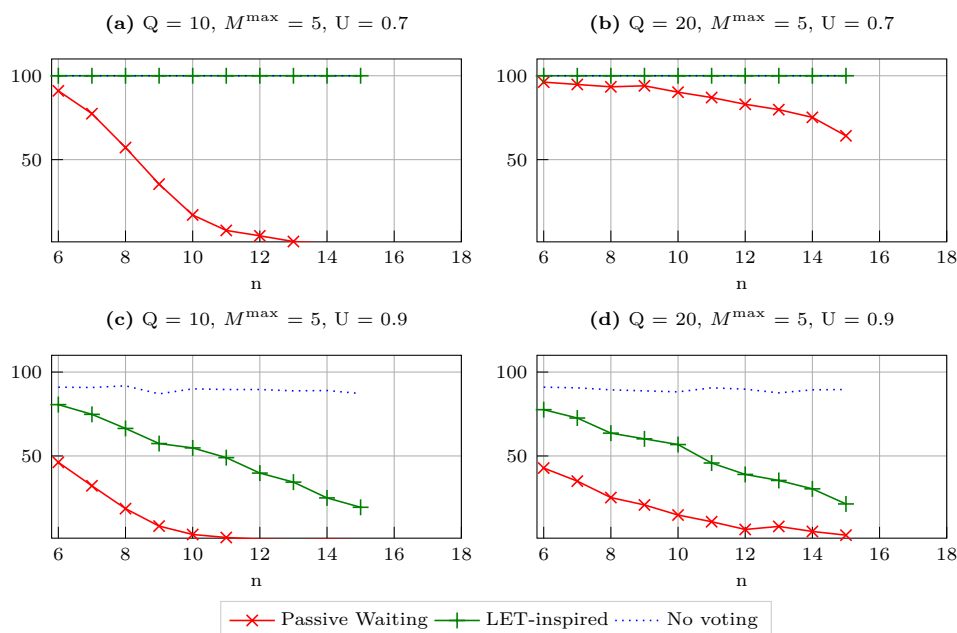 (a) Q = 10, M^max = 5, U = 0.7
(b) Q = 20, M^max = 5, U = 0.7
100
50
6 8 10 12 14 16 18
n
100
50
6 8 10 12 14 16 18
n
(c) Q = 10, M^max = 5, U = 0.9
(d) Q = 20, M^max = 5, U = 0.9
100
50
6 8 10 12 14 16 18
n
100
50
6 8 10 12 14 16 18
n
Passive Waiting LET-inspired No voting